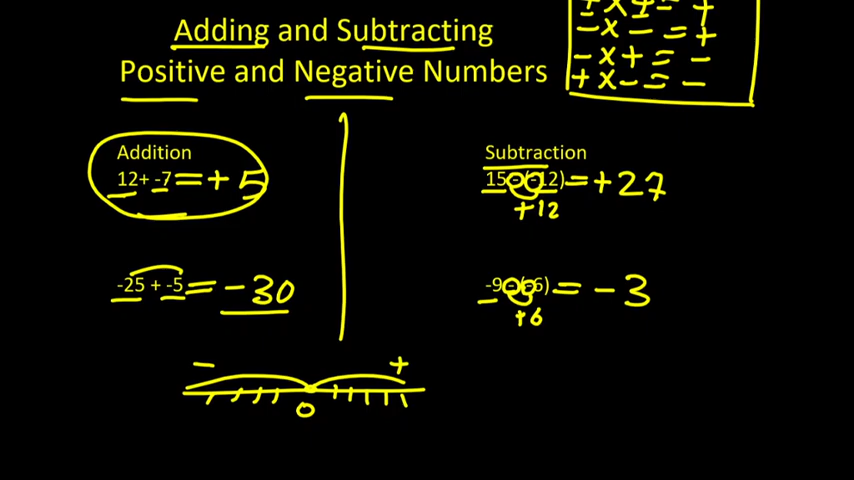 Adding and Subtracting
Positive and Negative Numbers
+ x + = +
- x - = +
- x + = -
+ x - = -
Addition
12+ -7 = + 5
-25 + -5 = - 30
Subtraction
15 - (-12) = + 27
+12
-9 - (-6) = - 3
+6
- +
0